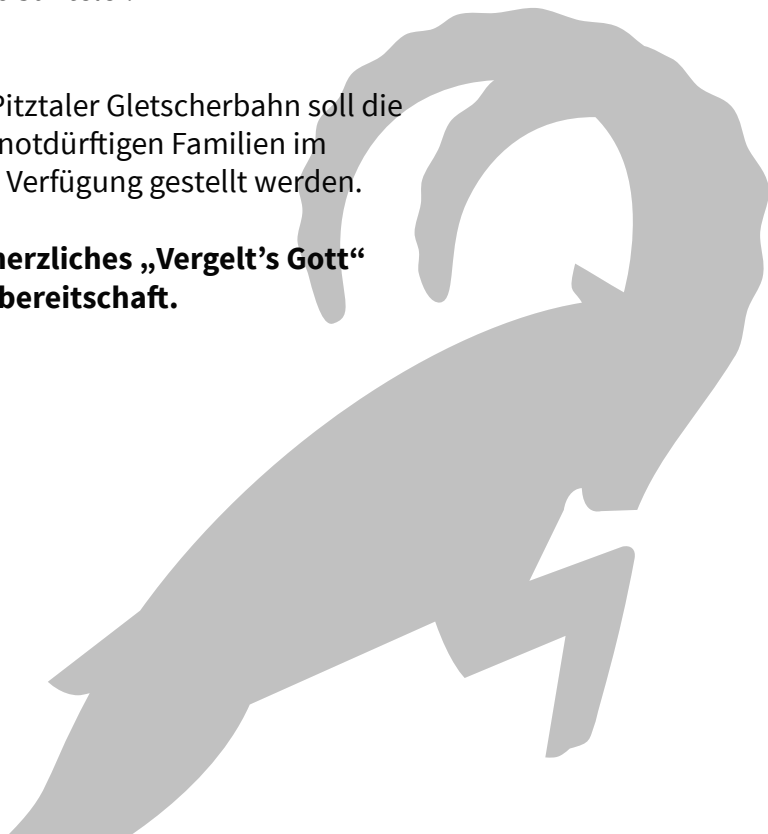 Pitztaler Gletscherbahn soll die
notdürftigen Familien im
Verfügung gestellt werden.
herzliches „Vergelt’s Gott“
bereitschaft.